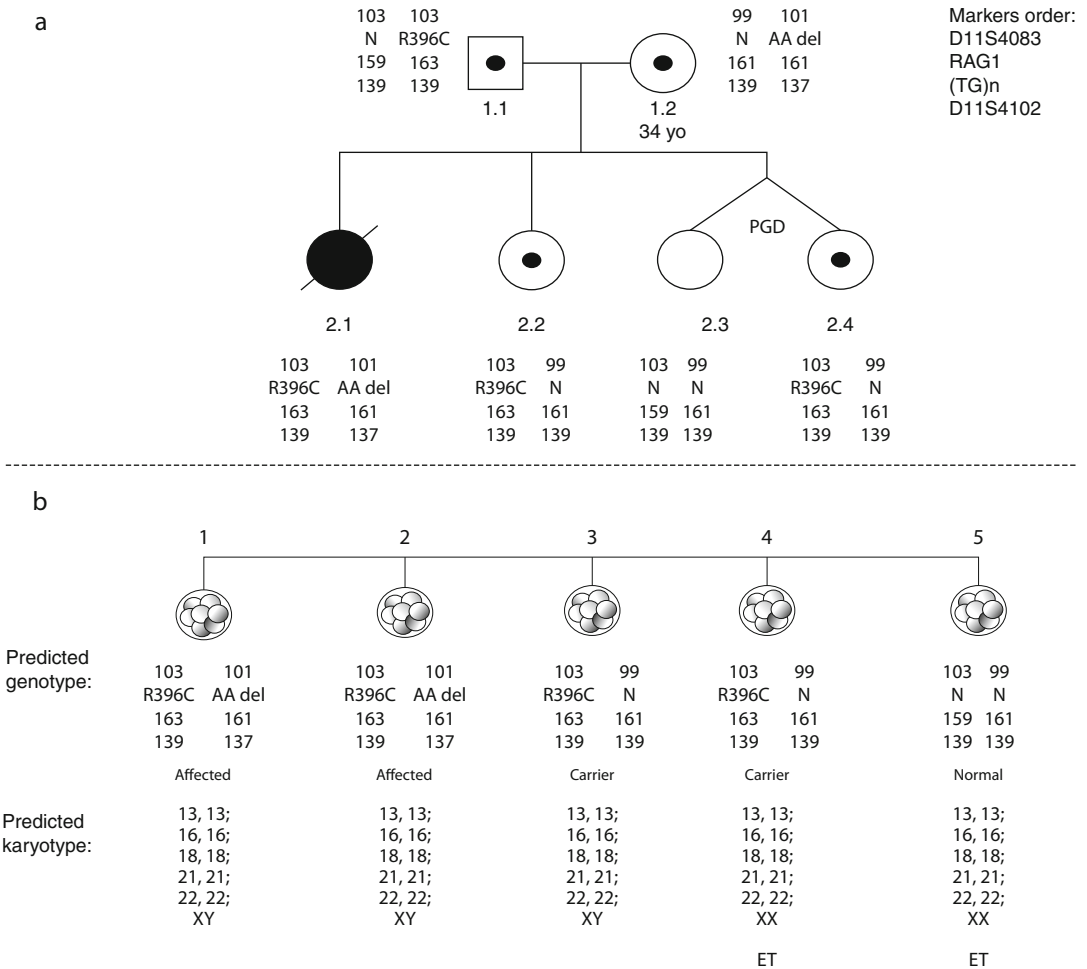 a
103 103
N R396C
159 163
139 139
1.1
99 101
N AA del
161 161
139 137
1.2
34 yo
Markers order:
D11S4083
RAG1
(TG)n
D11S4102
PGD
2.1 2.2 2.3 2.4
103 101 103 99 103 99 103 99
R396C AA del R396C N N N R396C N
163 161 163 161 159 161 163 161
139 137 139 139 139 139 139 139
b
1 2 3 4 5
Predicted
genotype:
103 101 103 101 103 99 103 99 103 99
R396C AA del R396C AA del R396C N R396C N N N
163 161 163 161 163 161 163 161 159 161
139 137 139 137 139 139 139 139 139 139
Affected Affected Carrier Carrier Normal
Predicted
karyotype:
13, 13; 13, 13; 13, 13; 13, 13; 13, 13;
16, 16; 16, 16; 16, 16; 16, 16; 16, 16;
18, 18; 18, 18; 18, 18; 18, 18; 18, 18;
21, 21; 21, 21; 21, 21; 21, 21; 21, 21;
22, 22; 22, 22; 22, 22; 22, 22; 22, 22;
XY XY XY XX XX
ET ET